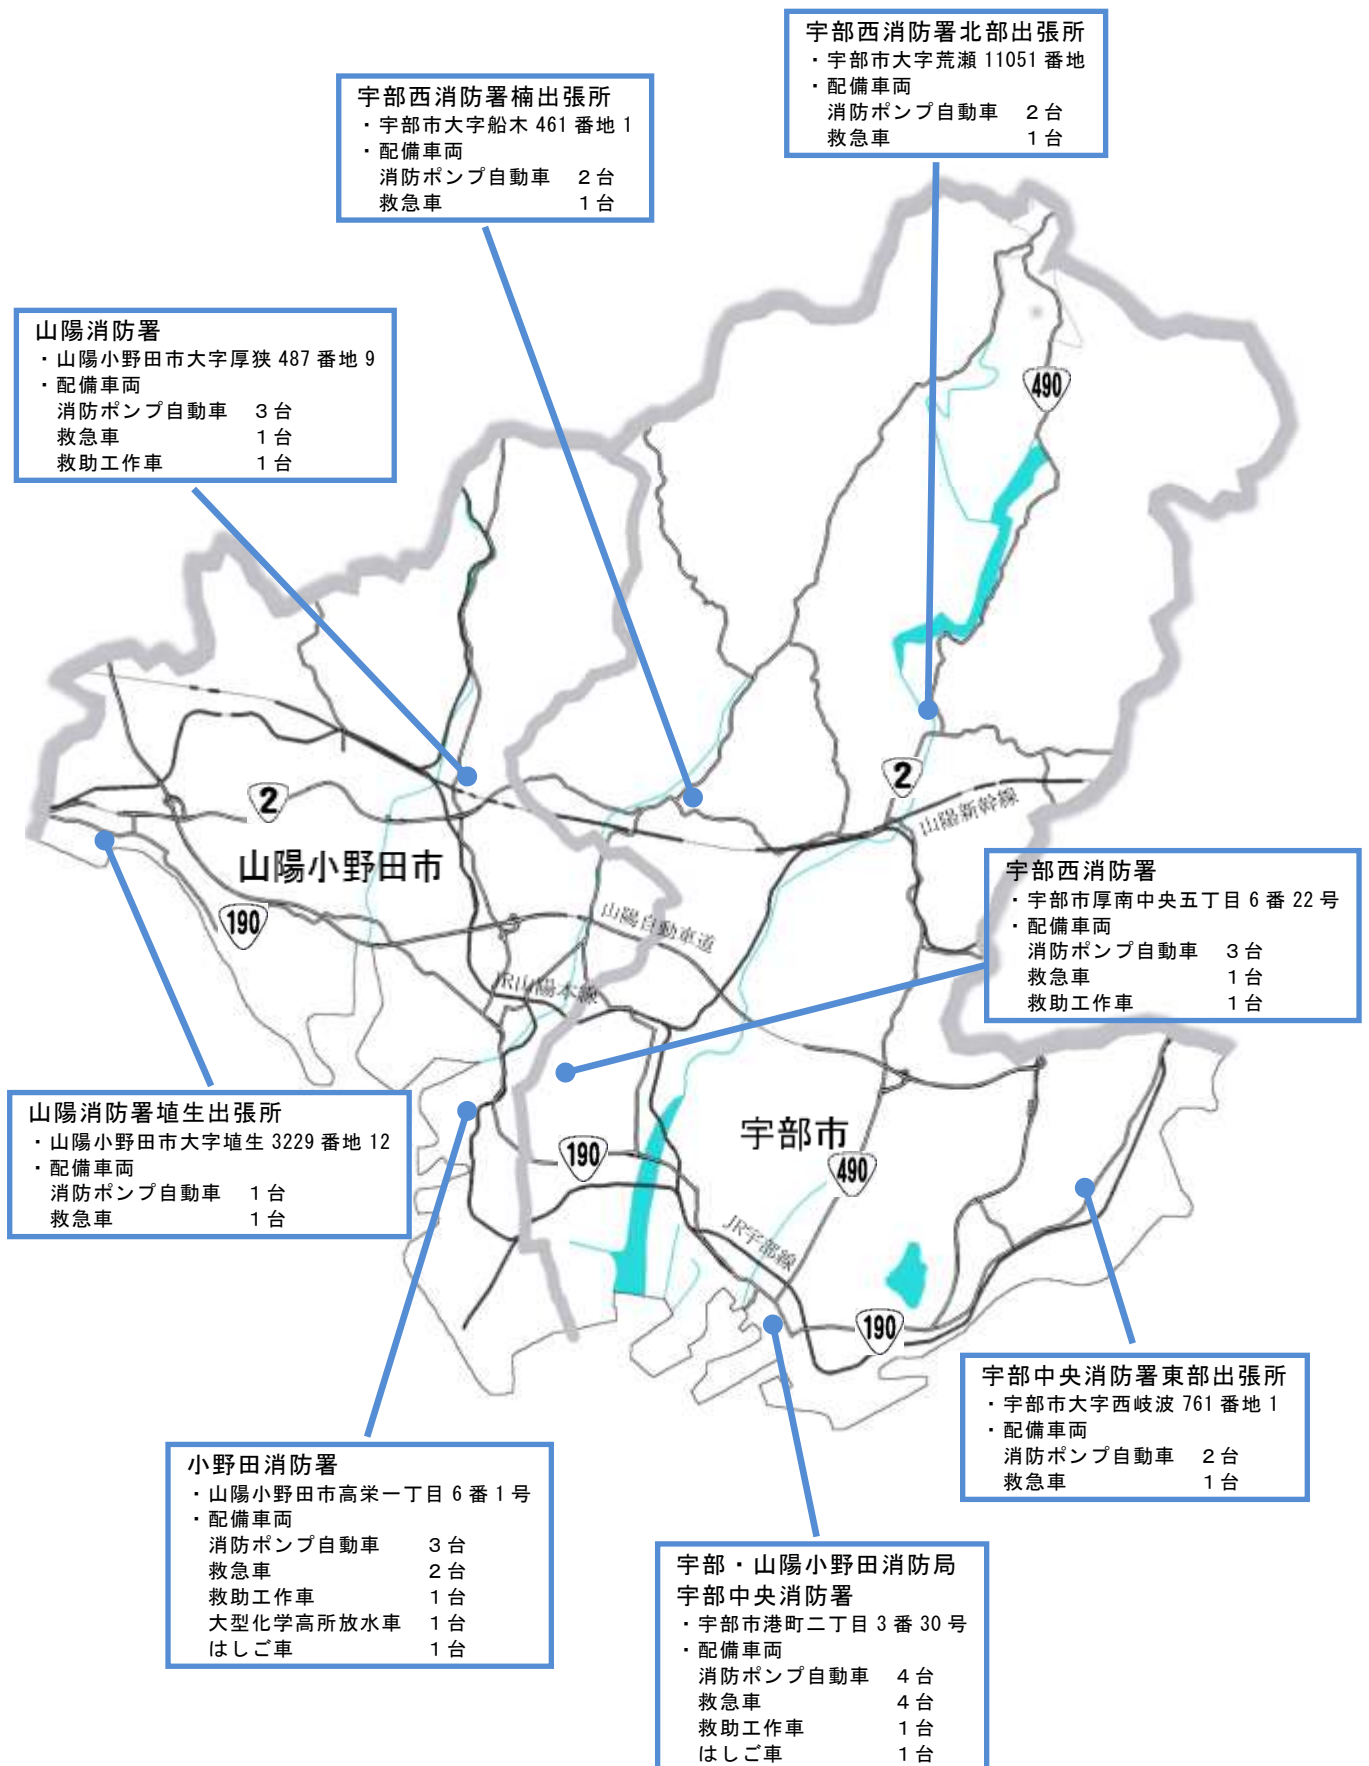 宇部西消防署北部出張所
・宇部市大字荒瀬 11051 番地
・配備車両
消防ポンプ自動車 2台
救急車 1台
宇部西消防署楠出張所
・宇部市大字船木 461 番地 1
・配備車両
消防ポンプ自動車 2台
救急車 1台
山陽消防署
・山陽小野田市大字厚狭 487 番地 9
・配備車両
消防ポンプ自動車 3台
救急車 1台
救助工作車 1台
490
2
2
山陽新幹線
山陽小野田市
190
山陽自動車道
JR山陽本線
宇部西消防署
・宇部市厚南中央五丁目 6 番 22 号
・配備車両
消防ポンプ自動車 3台
救急車 1台
救助工作車 1台
山陽消防署埴生出張所
・山陽小野田市大字埴生 3229 番地 12
・配備車両
消防ポンプ自動車 1台
救急車 1台
宇部市
190
490
JR宇部線
190
宇部中央消防署東部出張所
・宇部市大字西岐波 761 番地 1
・配備車両
消防ポンプ自動車 2台
救急車 1台
小野田消防署
・山陽小野田市高栄一丁目 6 番 1 号
・配備車両
消防ポンプ自動車 3台
救急車 2台
救助工作車 1台
大型化学高所放水車 1台
はしご車 1台
宇部・山陽小野田消防局
宇部中央消防署
・宇部市港町二丁目 3 番 30 号
・配備車両
消防ポンプ自動車 4台
救急車 4台
救助工作車 1台
はしご車 1台